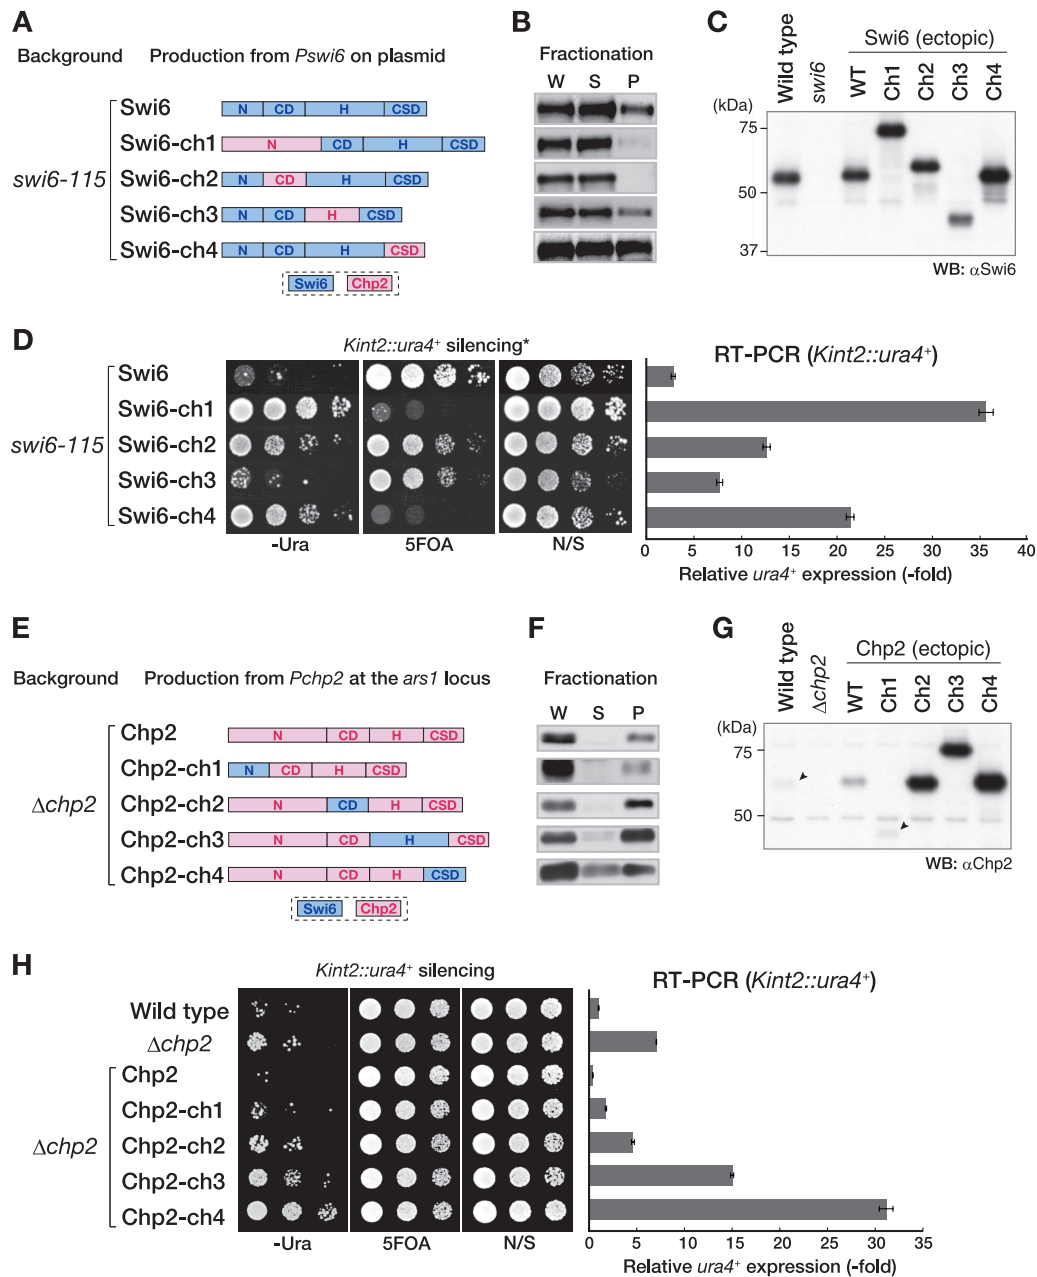 A
Background Production from Pswi6 on plasmid
swi6-115
Swi6
N CD H CSD
Swi6-ch1
N CD H CSD
Swi6-ch2
N CD H CSD
Swi6-ch3
N CD H CSD
Swi6-ch4
N CD H CSD
Swi6 Chp2
B
Fractionation
W S P
C
Wild type swi6 Swi6 (ectopic)
WT Ch1 Ch2 Ch3 Ch4
(kDa)
75
50
37
WB: αSwi6
D
Kint2::ura4+ silencing*
swi6-115
Swi6
Swi6-ch1
Swi6-ch2
Swi6-ch3
Swi6-ch4
-Ura 5FOA N/S
RT-PCR (Kint2::ura4+)
0 5 10 15 20 25 30 35 40
Relative ura4+ expression (-fold)
E
Background Production from Pchp2 at the ars1 locus
Δchp2
Chp2
N CD H CSD
Chp2-ch1
N CD H CSD
Chp2-ch2
N CD H CSD
Chp2-ch3
N CD H CSD
Chp2-ch4
N CD H CSD
Swi6 Chp2
F
Fractionation
W S P
G
Wild type Δchp2 Chp2 (ectopic)
WT Ch1 Ch2 Ch3 Ch4
(kDa)
75
50
WB: αChp2
H
Kint2::ura4+ silencing
Wild type
Δchp2
Δchp2
Chp2
Chp2-ch1
Chp2-ch2
Chp2-ch3
Chp2-ch4
-Ura 5FOA N/S
RT-PCR (Kint2::ura4+)
0 5 10 15 20 25 30 35
Relative ura4+ expression (-fold)